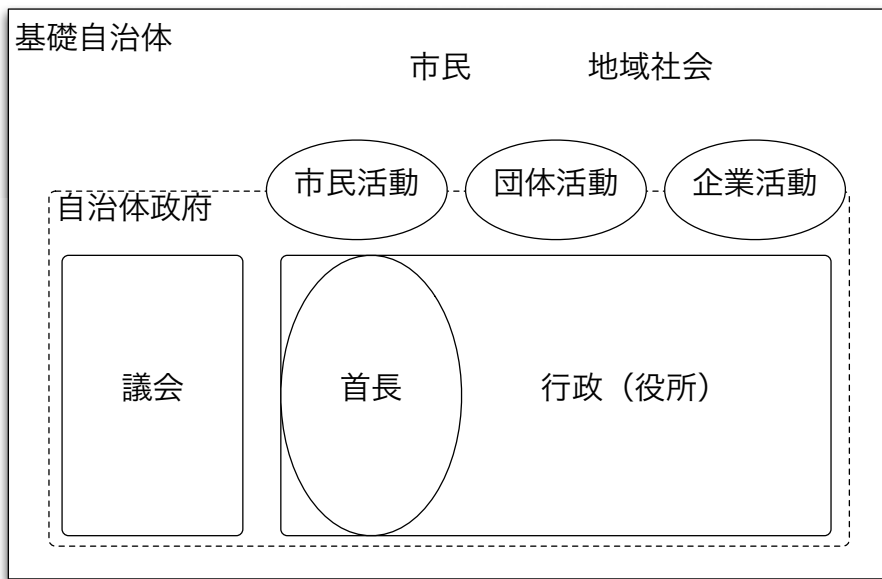 基礎自治体
市民 地域社会
市民活動 団体活動 企業活動
自治体政府
議会 首長 行政（役所）